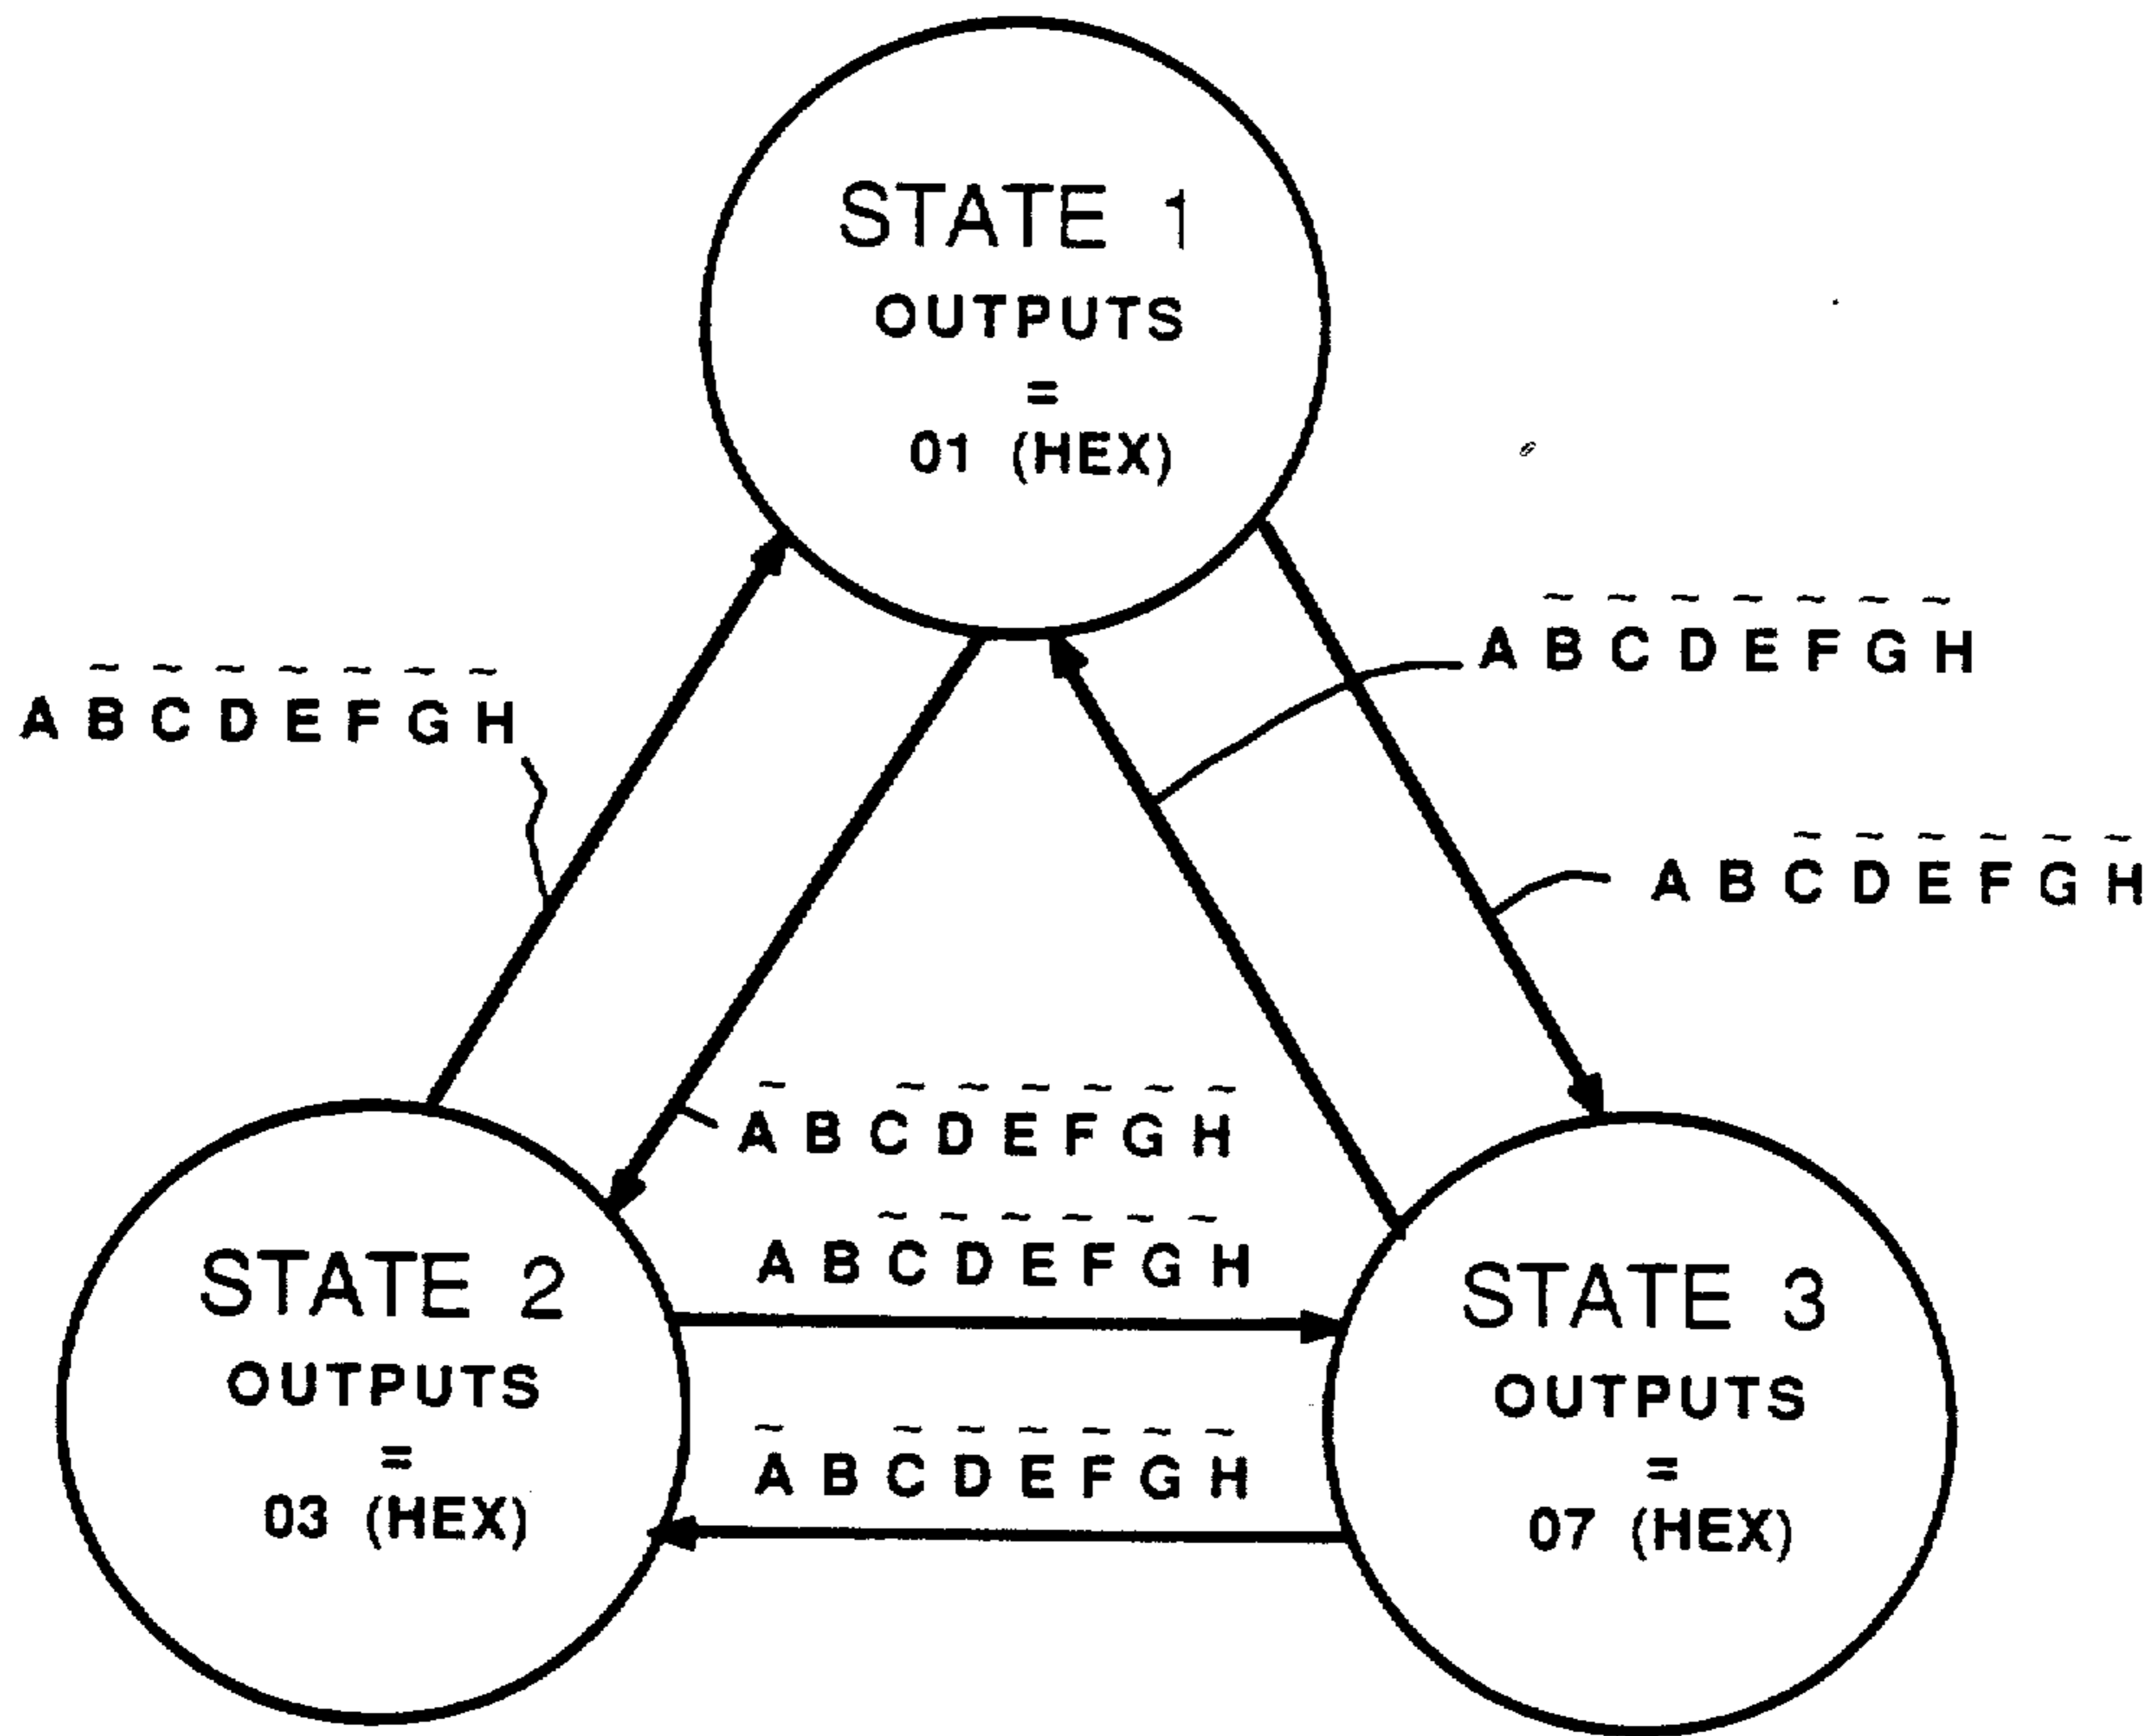 STATE 1
OUTPUTS
=
01 (HEX)
~ ~ ~ ~ ~ ~ ~
A B C D E F G H
~ ~ ~ ~ ~ ~ ~
A B C D E F G H
~ ~ ~ ~ ~ ~
A B C D E F G H
~ ~ ~ ~ ~ ~ ~
A B C D E F G H
~ ~ ~ ~ ~ ~
A B C D E F G H
STATE 2
OUTPUTS
=
03 (HEX)
STATE 3
OUTPUTS
=
07 (HEX)
~ ~ ~ ~ ~ ~ ~
A B C D E F G H